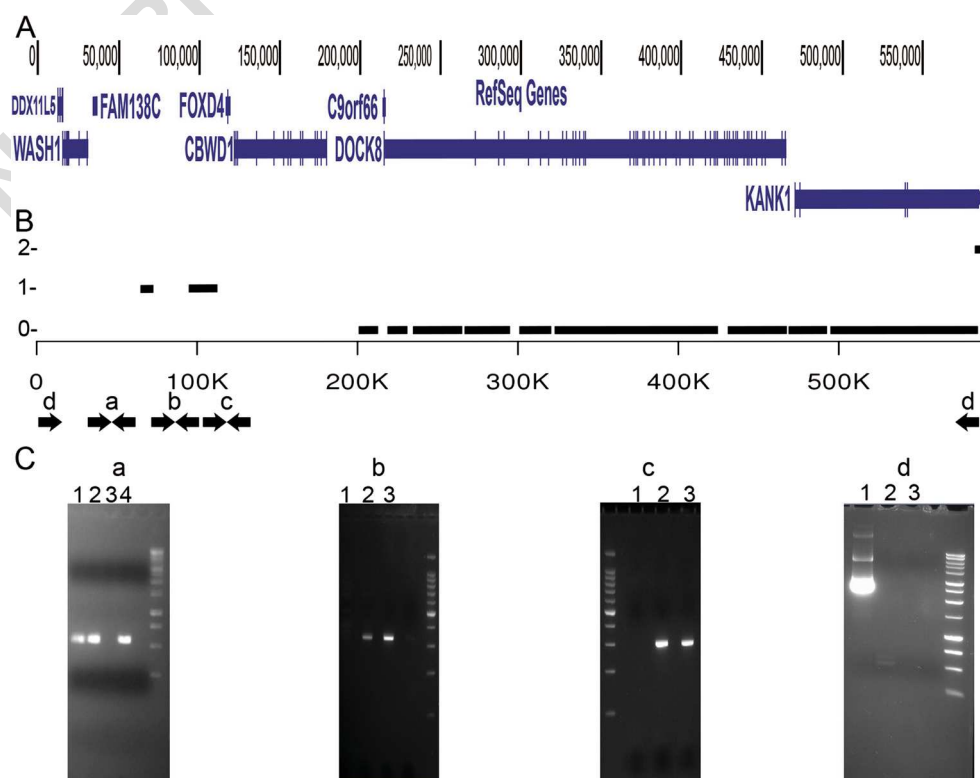 A
0 50,000 100,000 150,000 200,000 250,000 300,000 350,000 400,000 450,000 500,000 550,000
RefSeq Genes
DDX11L5 FAM138C FOXD4 C9orf66
WASH1 CBWD1 DOCK8
KANK1
B
2-
1-
0-
0 100K 200K 300K 400K 500K
d a b c d
C
a b c d
1 2 3 4 1 2 3 1 2 3 1 2 3